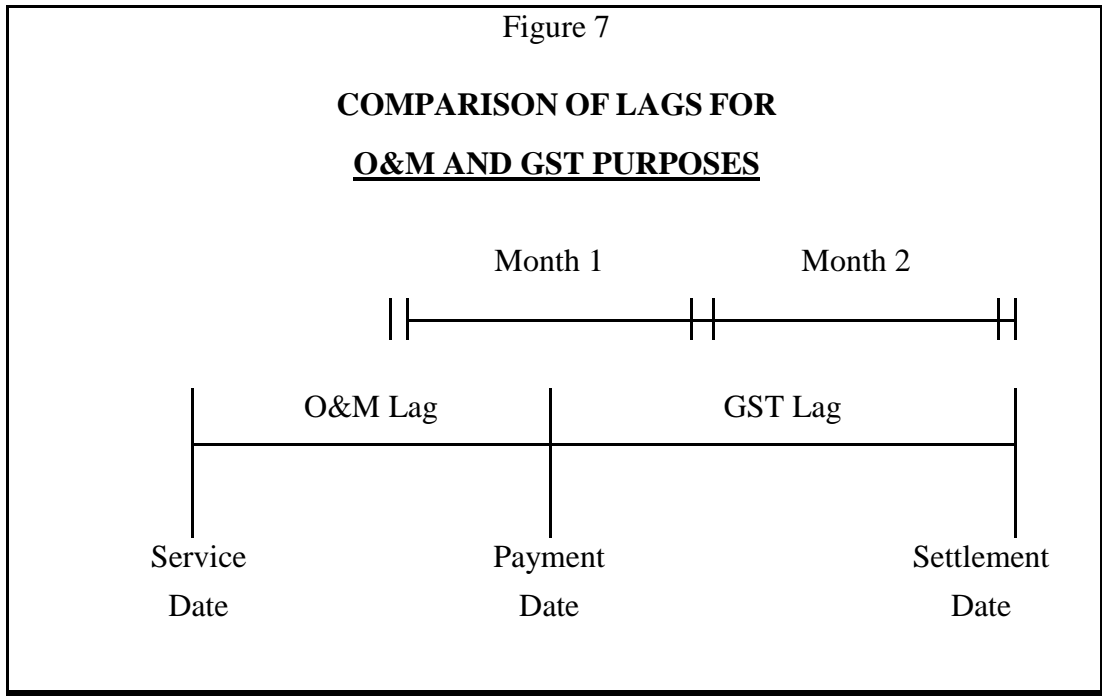 Figure 7
COMPARISON OF LAGS FOR
O&M AND GST PURPOSES
Month 1 Month 2
O&M Lag GST Lag
Service Payment Settlement
Date Date Date